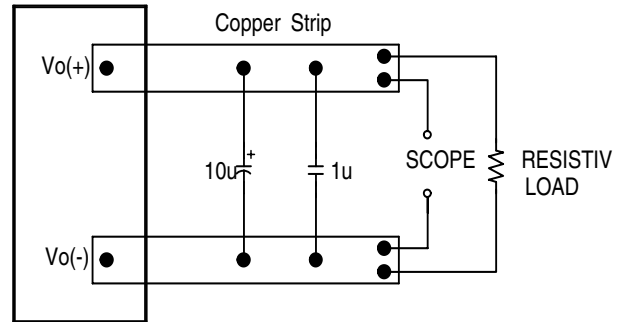 Copper Strip
Vo(+)
10u
+
1u
SCOPE
RESISTIV
LOAD
Vo(-)